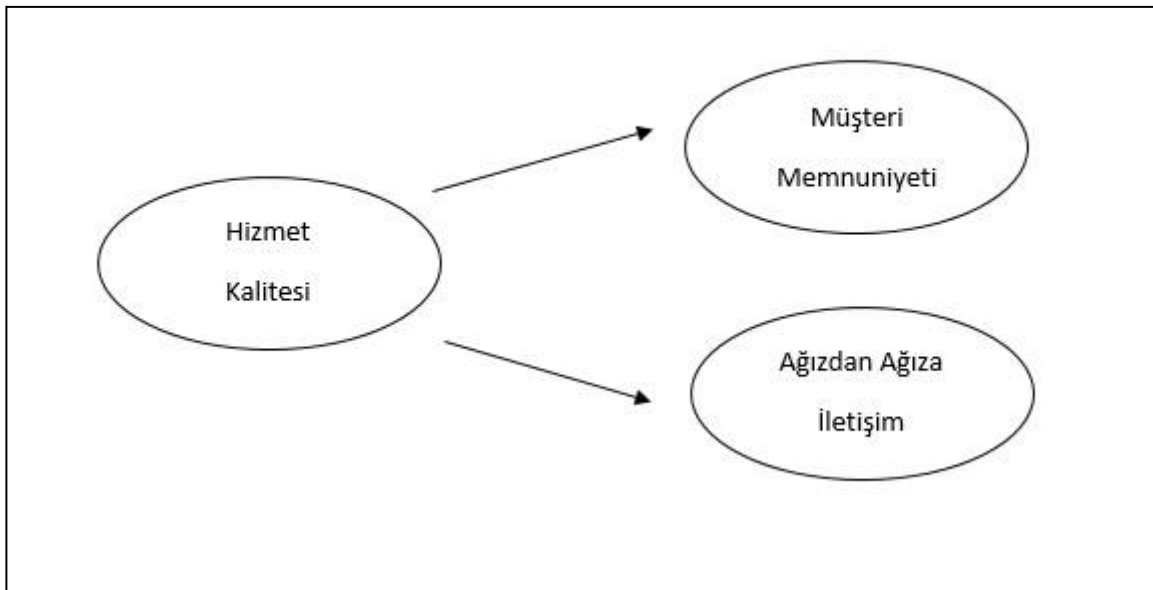 Hizmet
Kalitesi
Müşteri
Memnuniyeti
Ağızdan Ağıza
İletişim